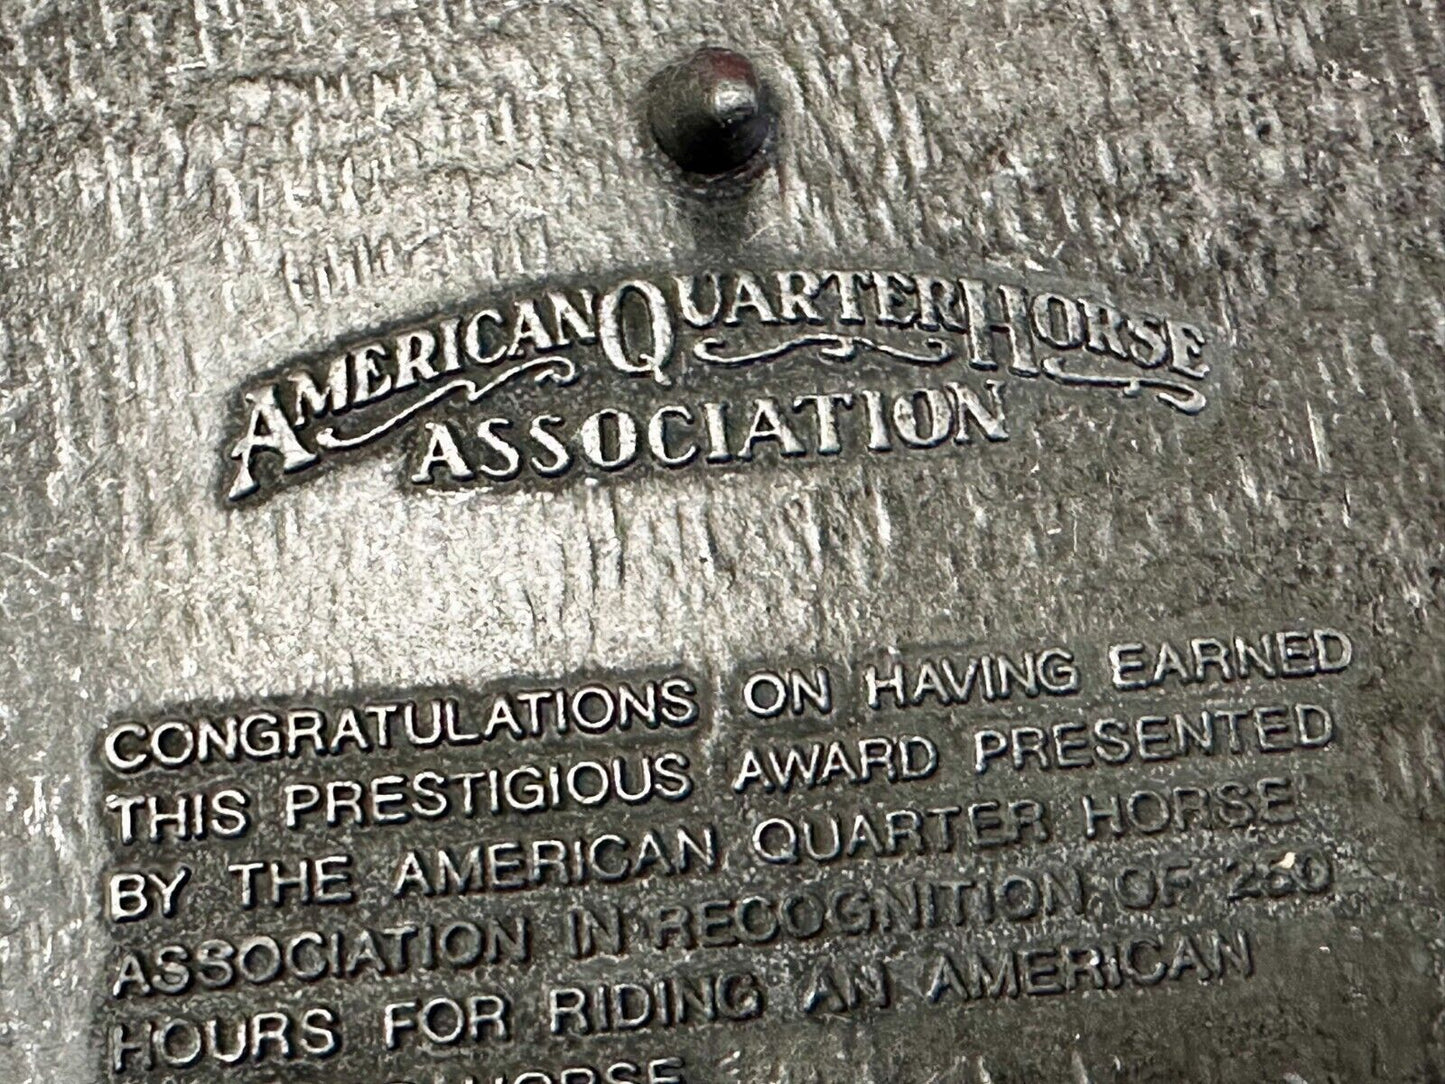 AMERICAN QUARTER HORSE
ASSOCIATION
CONGRATULATIONS ON HAVING EARNED
THIS PRESTIGIOUS AWARD PRESENTED
BY THE AMERICAN QUARTER HORSE
ASSOCIATION IN RECOGNITION OF 250
HOURS FOR RIDING AN AMERICAN
HORSE